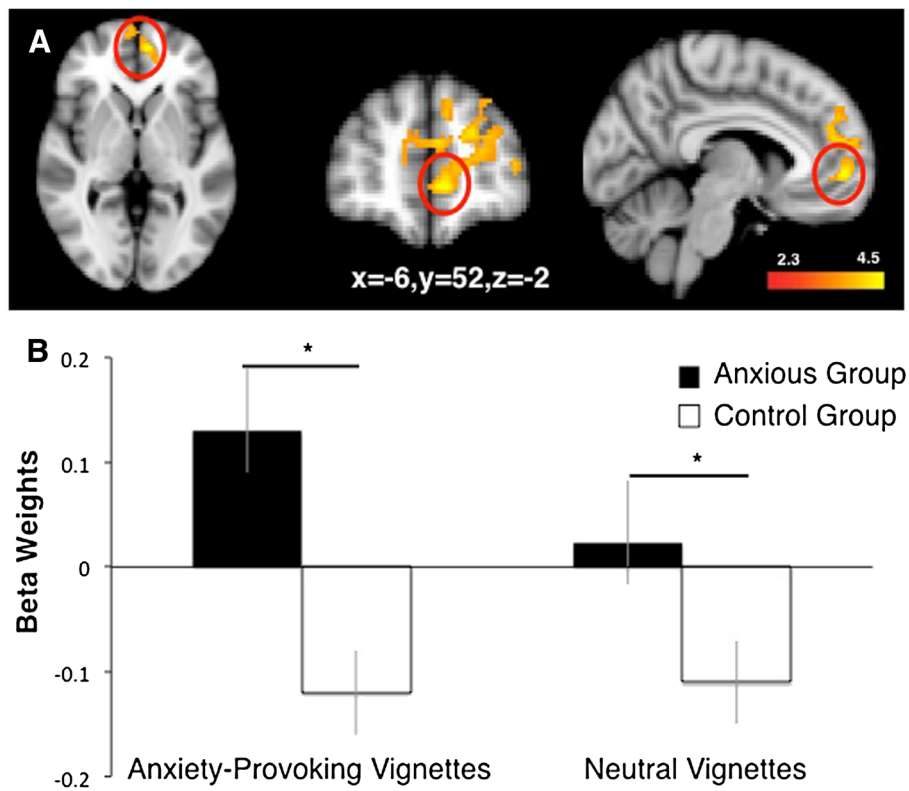 A
x=-6,y=52,z=-2
2.3 4.5
B
0.2
0.1
0
-0.1
-0.2
Beta Weights
*
*
Anxious Group
Control Group
Anxiety-Provoking Vignettes
Neutral Vignettes